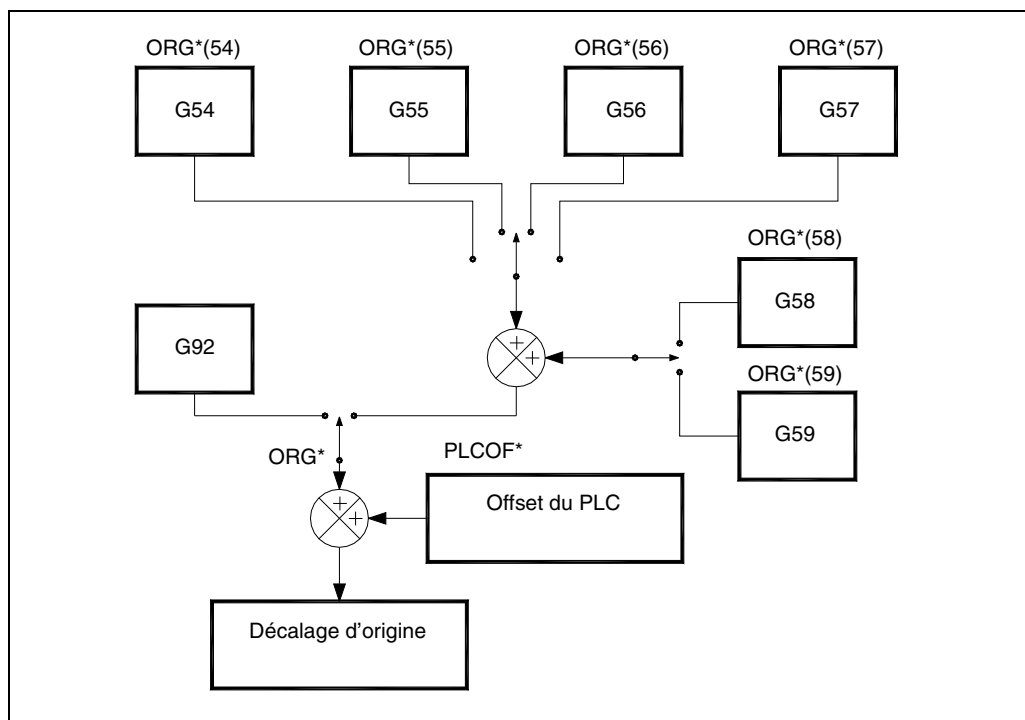 ORG*(54) ORG*(55) ORG*(56) ORG*(57)
G54 G55 G56 G57
ORG*(58)
G58
G92
+
+
ORG*(59)
G59
ORG*
PLCOF*
Offset du PLC
+
+
Décalage d'origine